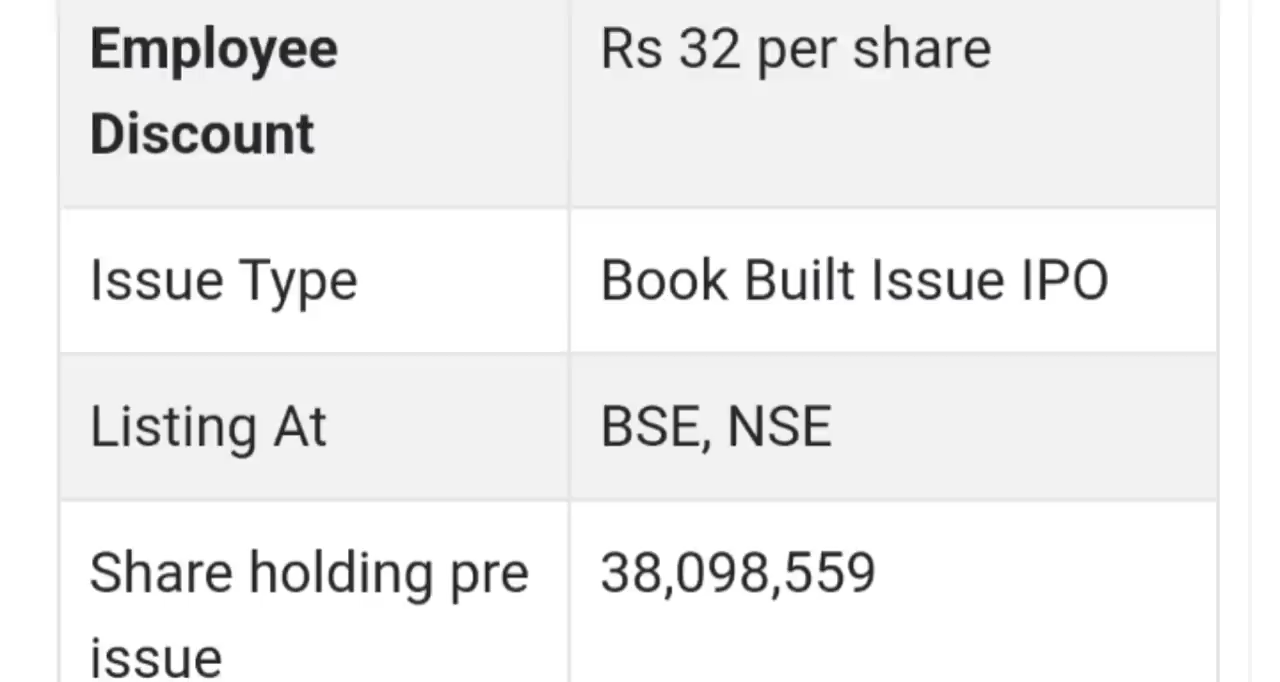 Employee Rs 32 per share
Discount
Issue Type Book Built Issue IPO
Listing At BSE, NSE
Share holding pre 38,098,559
issue